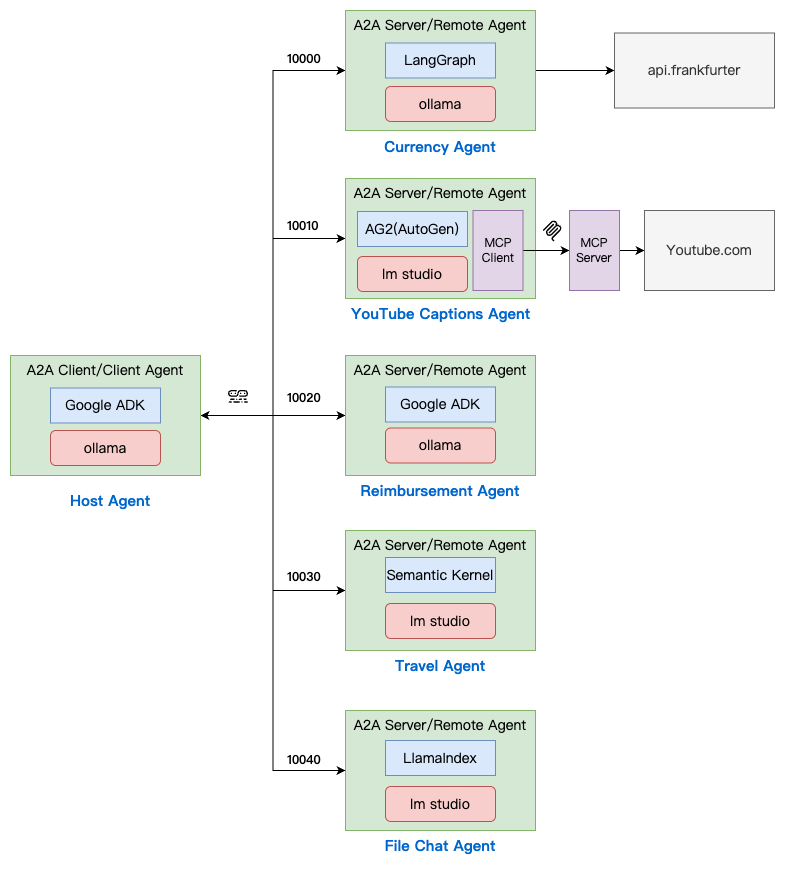 A2A Server/Remote Agent
10000
LangGraph
ollama
api.frankfurter
Currency Agent
A2A Server/Remote Agent
10010
AG2(AutoGen)
lm studio
MCP
Client
MCP
Server
Youtube.com
YouTube Captions Agent
A2A Client/Client Agent
Google ADK
ollama
Host Agent
A2A Server/Remote Agent
10020
Google ADK
ollama
Reimbursement Agent
A2A Server/Remote Agent
10030
Semantic Kernel
lm studio
Travel Agent
A2A Server/Remote Agent
10040
LlamaIndex
lm studio
File Chat Agent